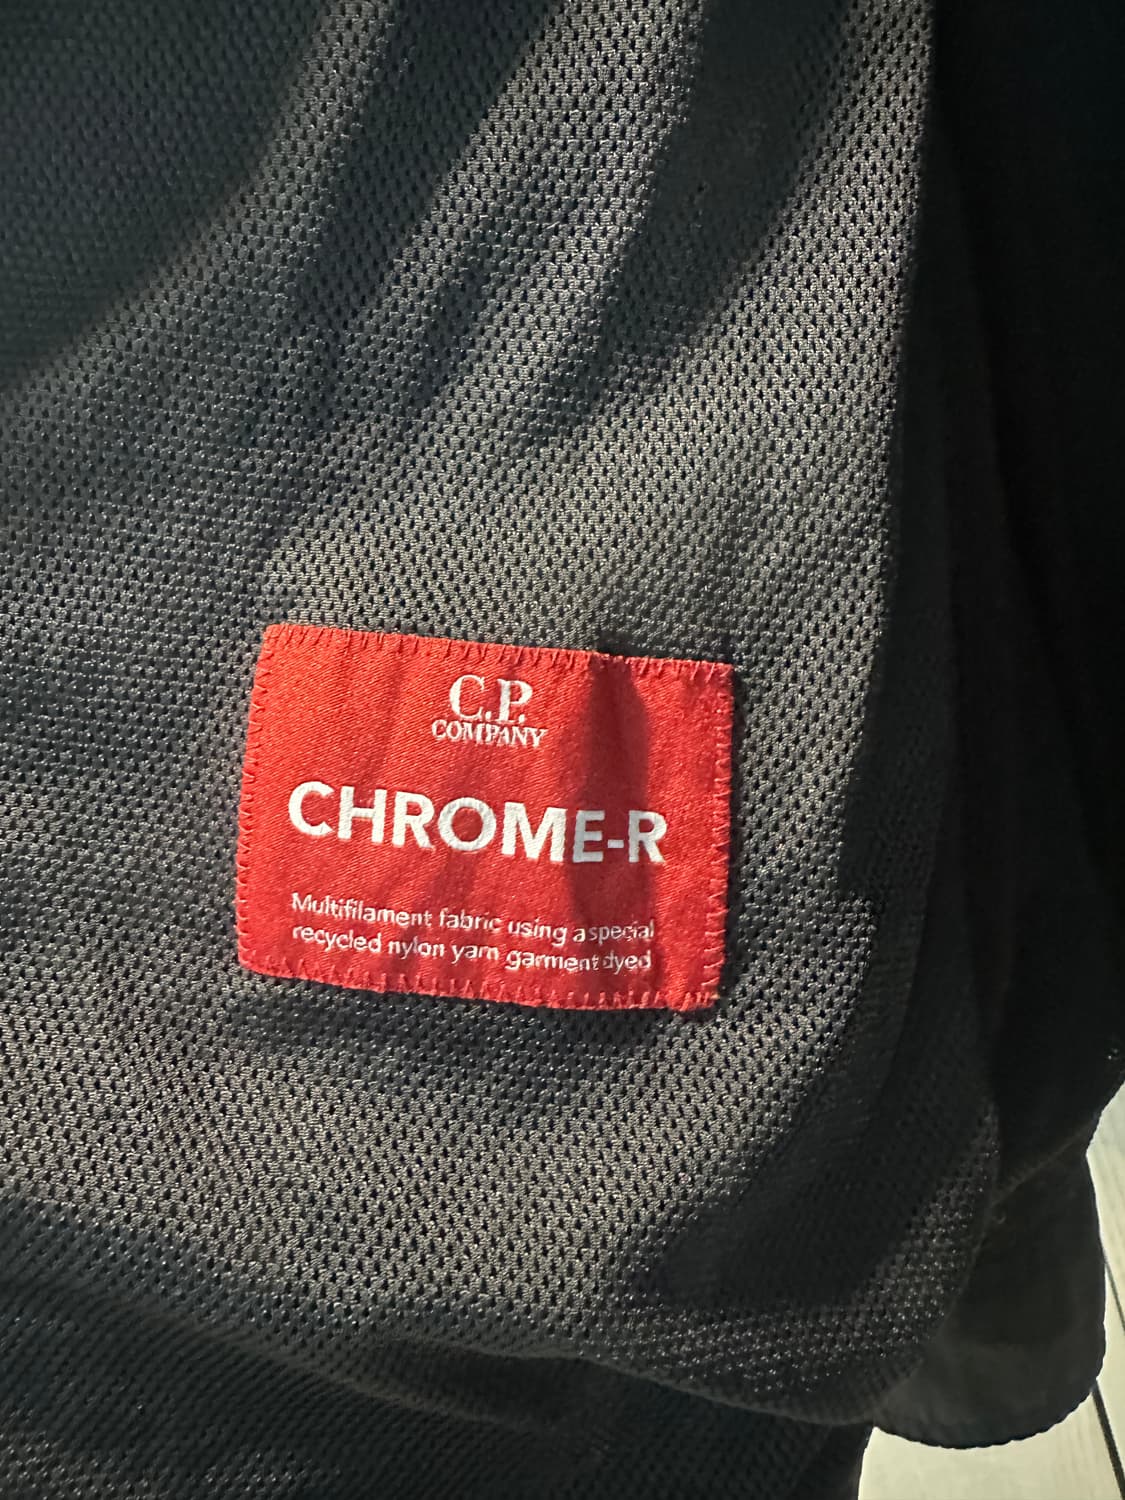 C.P.
COMPANY
CHROME-R
Multifilament fabric using a special
recycled nylon yarn garment dyed